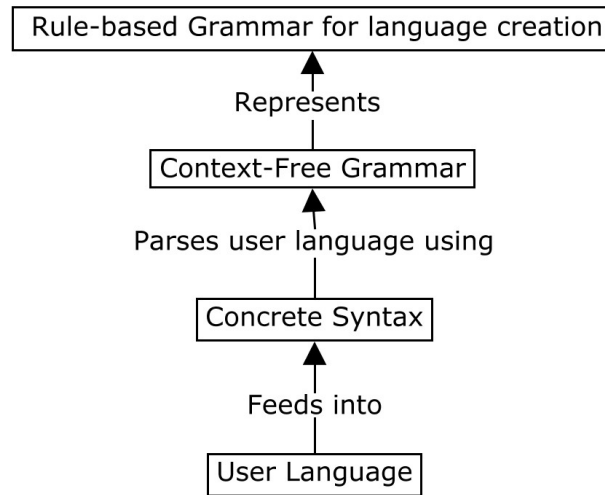 Rule-based Grammar for language creation
Represents
Context-Free Grammar
Parses user language using
Concrete Syntax
Feeds into
User Language